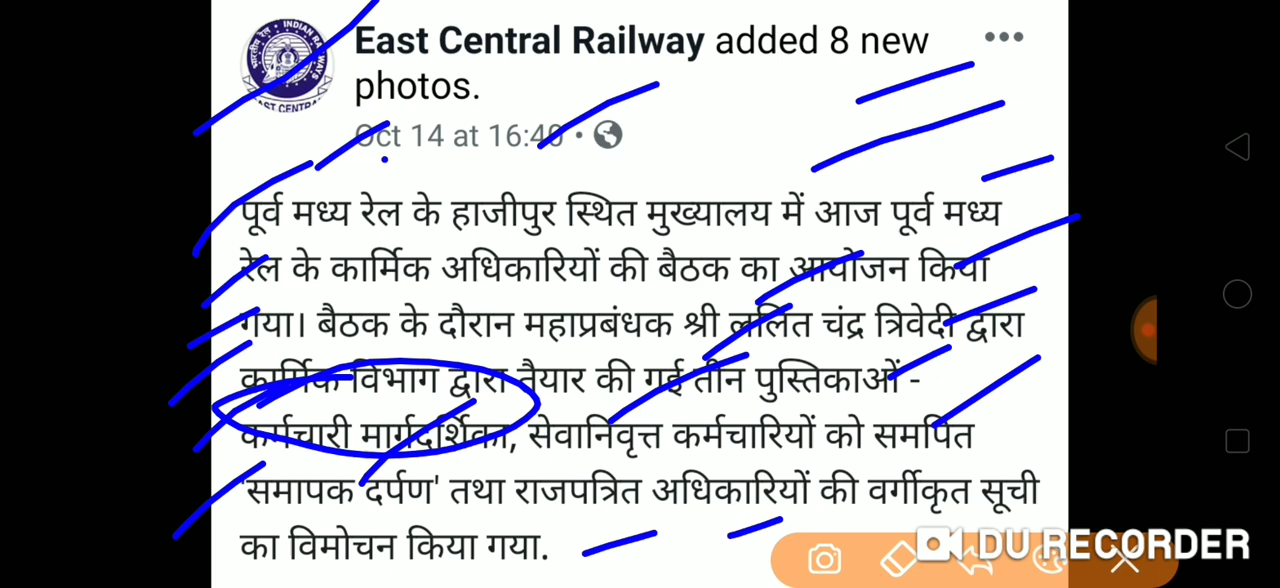 East Central Railway added 8 new
photos.
Oct 14 at 16:40
पूर्व मध्य रेल के हाजीपुर स्थित मुख्यालय में आज पूर्व मध्य
रेल के कार्मिक अधिकारियों की बैठक का आयोजन किया
गया। बैठक के दौरान महाप्रबंधक श्री ललित चंद्र त्रिवेदी द्वारा
कार्मिक विभाग द्वारा तैयार की गई तीन पुस्तिकाओं -
कर्मचारी मार्गदर्शिका, सेवानिवृत्त कर्मचारियों को समर्पित
'समापक दर्पण' तथा राजपत्रित अधिकारियों की वर्गीकृत सूची
का विमोचन किया गया.
DU RECORDER